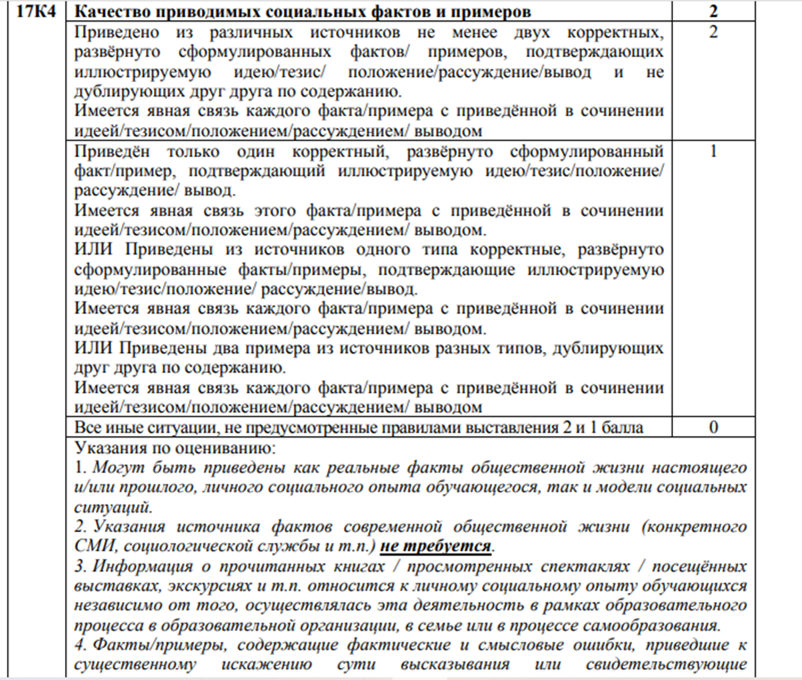 17К4 Качество приводимых социальных фактов и примеров 2
Приведено из различных источников не менее двух корректных, 2
развёрнуто сформулированных фактов/ примеров, подтверждающих
иллюстрируемую идею/тезис/ положение/рассуждение/вывод и не
дублирующих друг друга по содержанию.
Имеется явная связь каждого факта/примера с приведённой в сочинении
идеей/тезисом/положением/рассуждением/ выводом
Приведён только один корректный, развёрнуто сформулированный 1
факт/пример, подтверждающий иллюстрируемую идею/тезис/положение/
рассуждение/ вывод.
Имеется явная связь этого факта/примера с приведённой в сочинении
идеей/тезисом/положением/рассуждением/ выводом.
ИЛИ Приведены из источников одного типа корректные, развёрнуто
сформулированные факты/примеры, подтверждающие иллюстрируемую
идею/тезис/положение/ рассуждение/вывод.
Имеется явная связь каждого факта/примера с приведённой в сочинении
идеей/тезисом/положением/рассуждением/ выводом.
ИЛИ Приведены два примера из источников разных типов, дублирующих
друг друга по содержанию.
Имеется явная связь каждого факта/примера с приведённой в сочинении
идеей/тезисом/положением/рассуждением/ выводом
Все иные ситуации, не предусмотренные правилами выставления 2 и 1 балла 0
Указания по оцениванию:
1. Могут быть приведены как реальные факты общественной жизни настоящего
и/или прошлого, личного социального опыта обучающегося, так и модели социальных
ситуаций.
2. Указания источника фактов современной общественной жизни (конкретного
СМИ, социологической службы и т.п.) не требуется.
3. Информация о прочитанных книгах / просмотренных спектаклях / посещённых
выставках, экскурсиях и т.п. относится к личному социальному опыту обучающихся
независимо от того, осуществлялась эта деятельность в рамках образовательного
процесса в образовательной организации, в семье или в процессе самообразования.
4. Факты/примеры, содержащие фактические и смысловые ошибки, приведшие к
существенному искажению сути высказывания или свидетельствующие